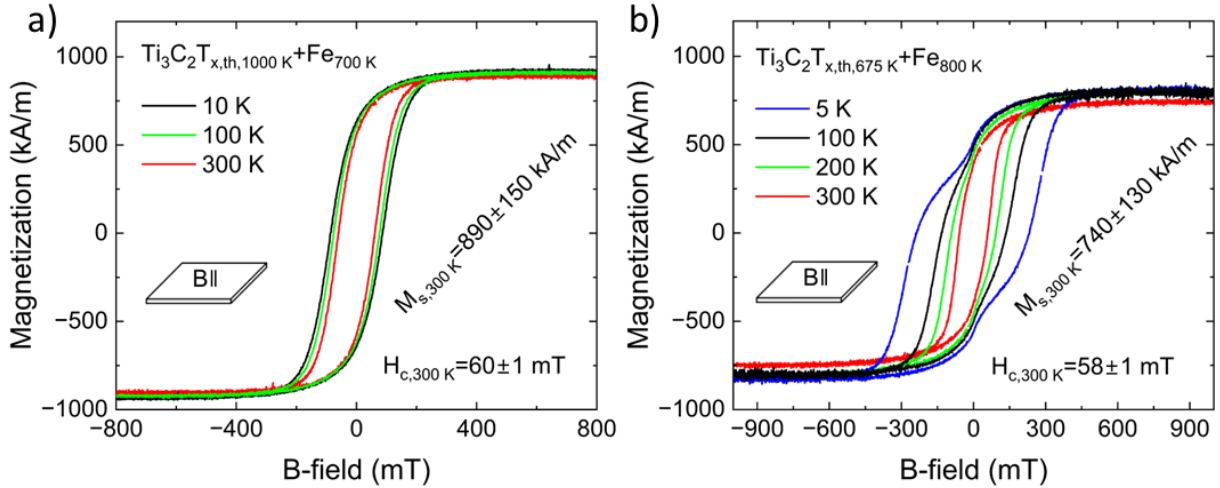 a)
Ti₃C₂Tₓ,th,1000 K+Fe700 K
10 K
100 K
300 K
B||
Ms,300 K=890±150 kA/m
Hc,300 K=60±1 mT
Magnetization (kA/m)
1000
500
0
−500
−1000
−800
−400
0
400
800
B-field (mT)
b)
Ti₃C₂Tₓ,th,675 K+Fe800 K
5 K
100 K
200 K
300 K
B||
Ms,300 K=740±130 kA/m
Hc,300 K=58±1 mT
Magnetization (kA/m)
1000
500
0
−500
−1000
−900
−600
−300
0
300
600
900
B-field (mT)